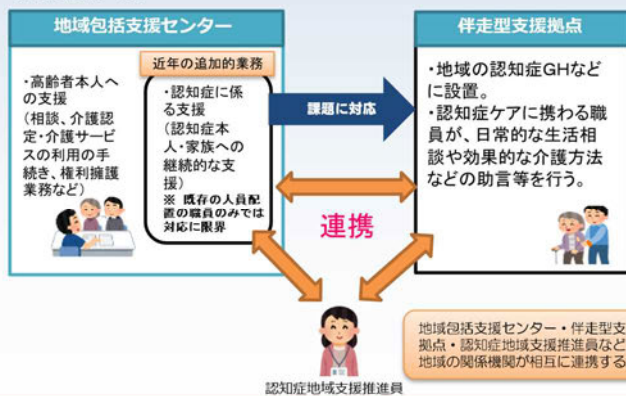 地域包括支援センター
近年の追加的業務
・高齢者本人へ
の支援
(相談、介護認
定・介護サービ
スの利用の手
続き、権利擁護
業務など)
・認知症に係
る支援
(認知症本
人・家族への
継続的な支
援)
※ 既存の人員配
置の職員のみでは
対応に限界
課題に対応
連携
伴走型支援拠点
・地域の認知症GHなど
に設置。
・認知症ケアに携わる職
員が、日常的な生活相
談や効果的な介護方法
などの助言等を行う。
認知症地域支援推進員
地域包括支援センター・伴走型支
拠点・認知症地域支援推進員など
地域の関係機関が相互に連携する